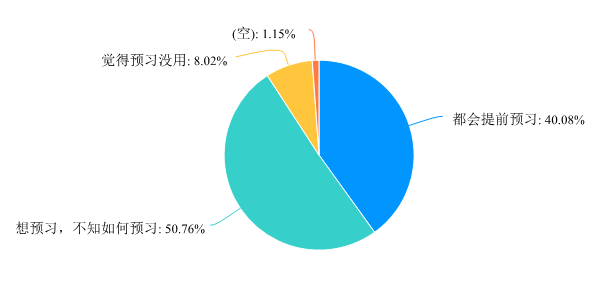 (空): 1.15%
觉得预习没用: 8.02%
都会提前预习: 40.08%
想预习，不知如何预习: 50.76%